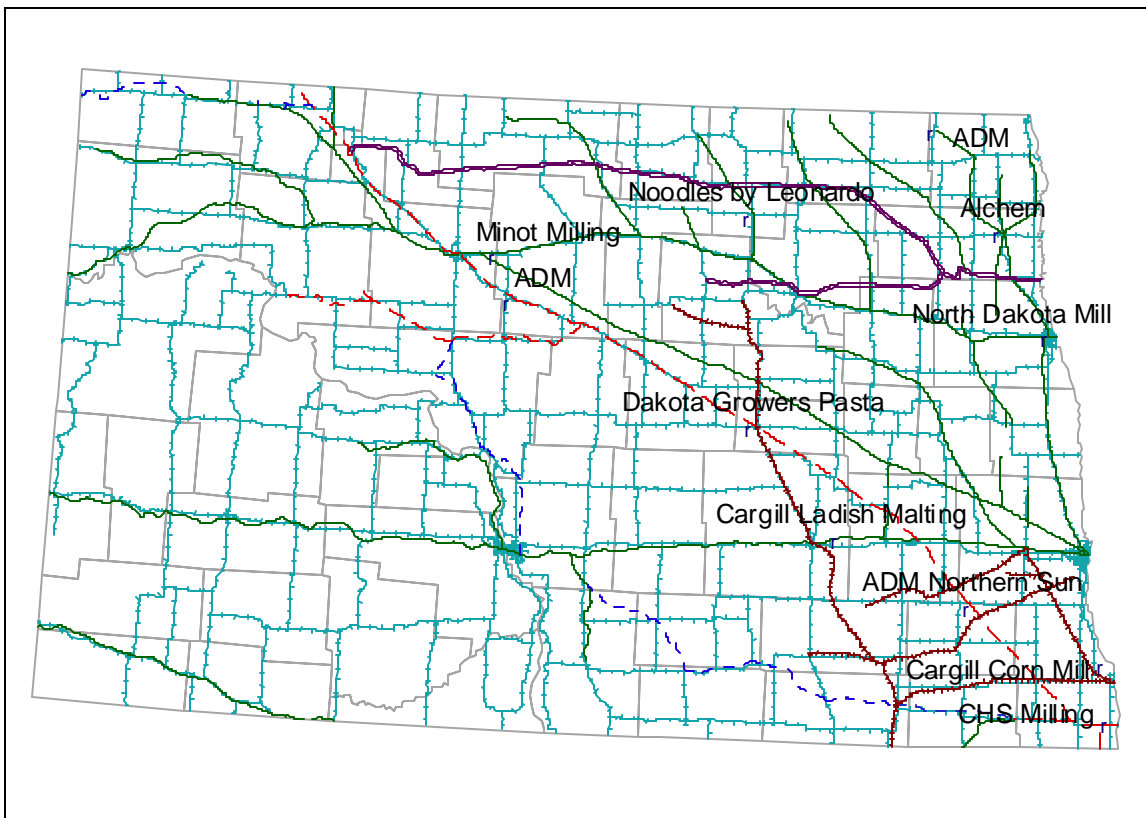 ADM
Noodles by Leonardo
Alchem
Minot Milling
ADM
North Dakota Mill
Dakota Growers Pasta
Cargill Ladish Malting
ADM Northern Sun
Cargill Corn Mill
CHS Milling